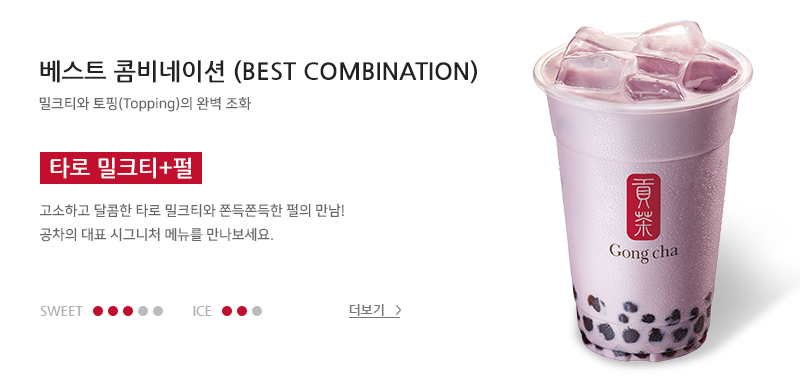 베스트 콤비네이션 (BEST COMBINATION)
밀크티와 토핑(Topping)의 완벽 조화
타로 밀크티+펄
고소하고 달콤한 타로 밀크티와 쫀득쫀득한 펄의 만남!
공차의 대표 시그니처 메뉴를 만나보세요.
SWEET ICE 더보기 >
貢茶
Gong cha